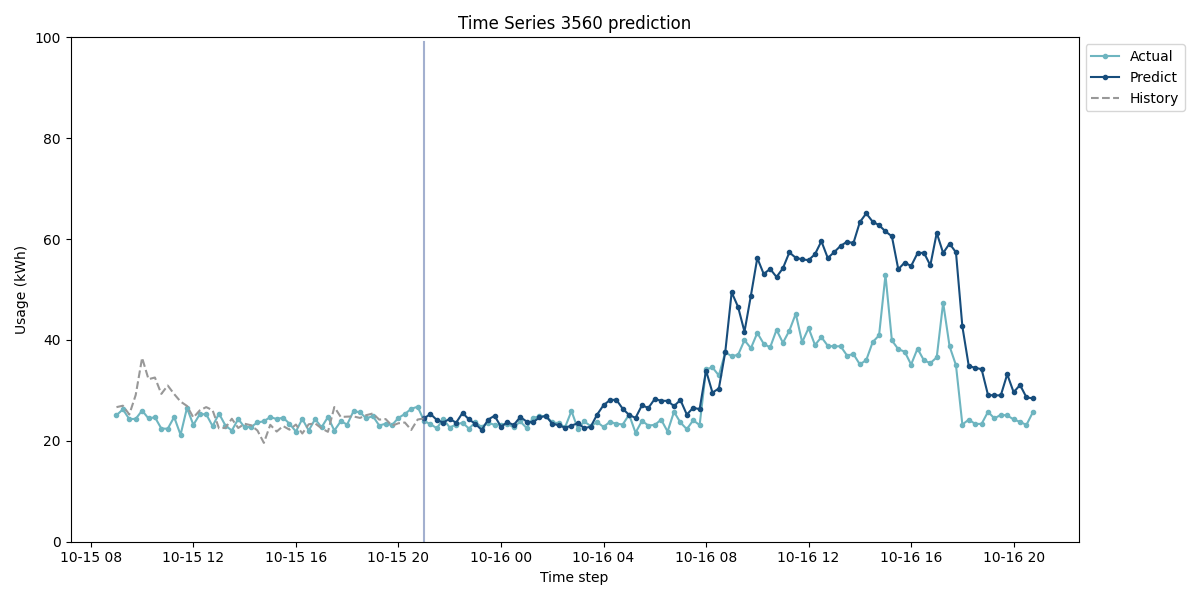 Time Series 3560 prediction
Usage (kWh)
100
80
60
40
20
0
10-15 08
10-15 12
10-15 16
10-15 20
10-16 00
10-16 04
10-16 08
10-16 12
10-16 16
10-16 20
Time step
Actual
Predict
History